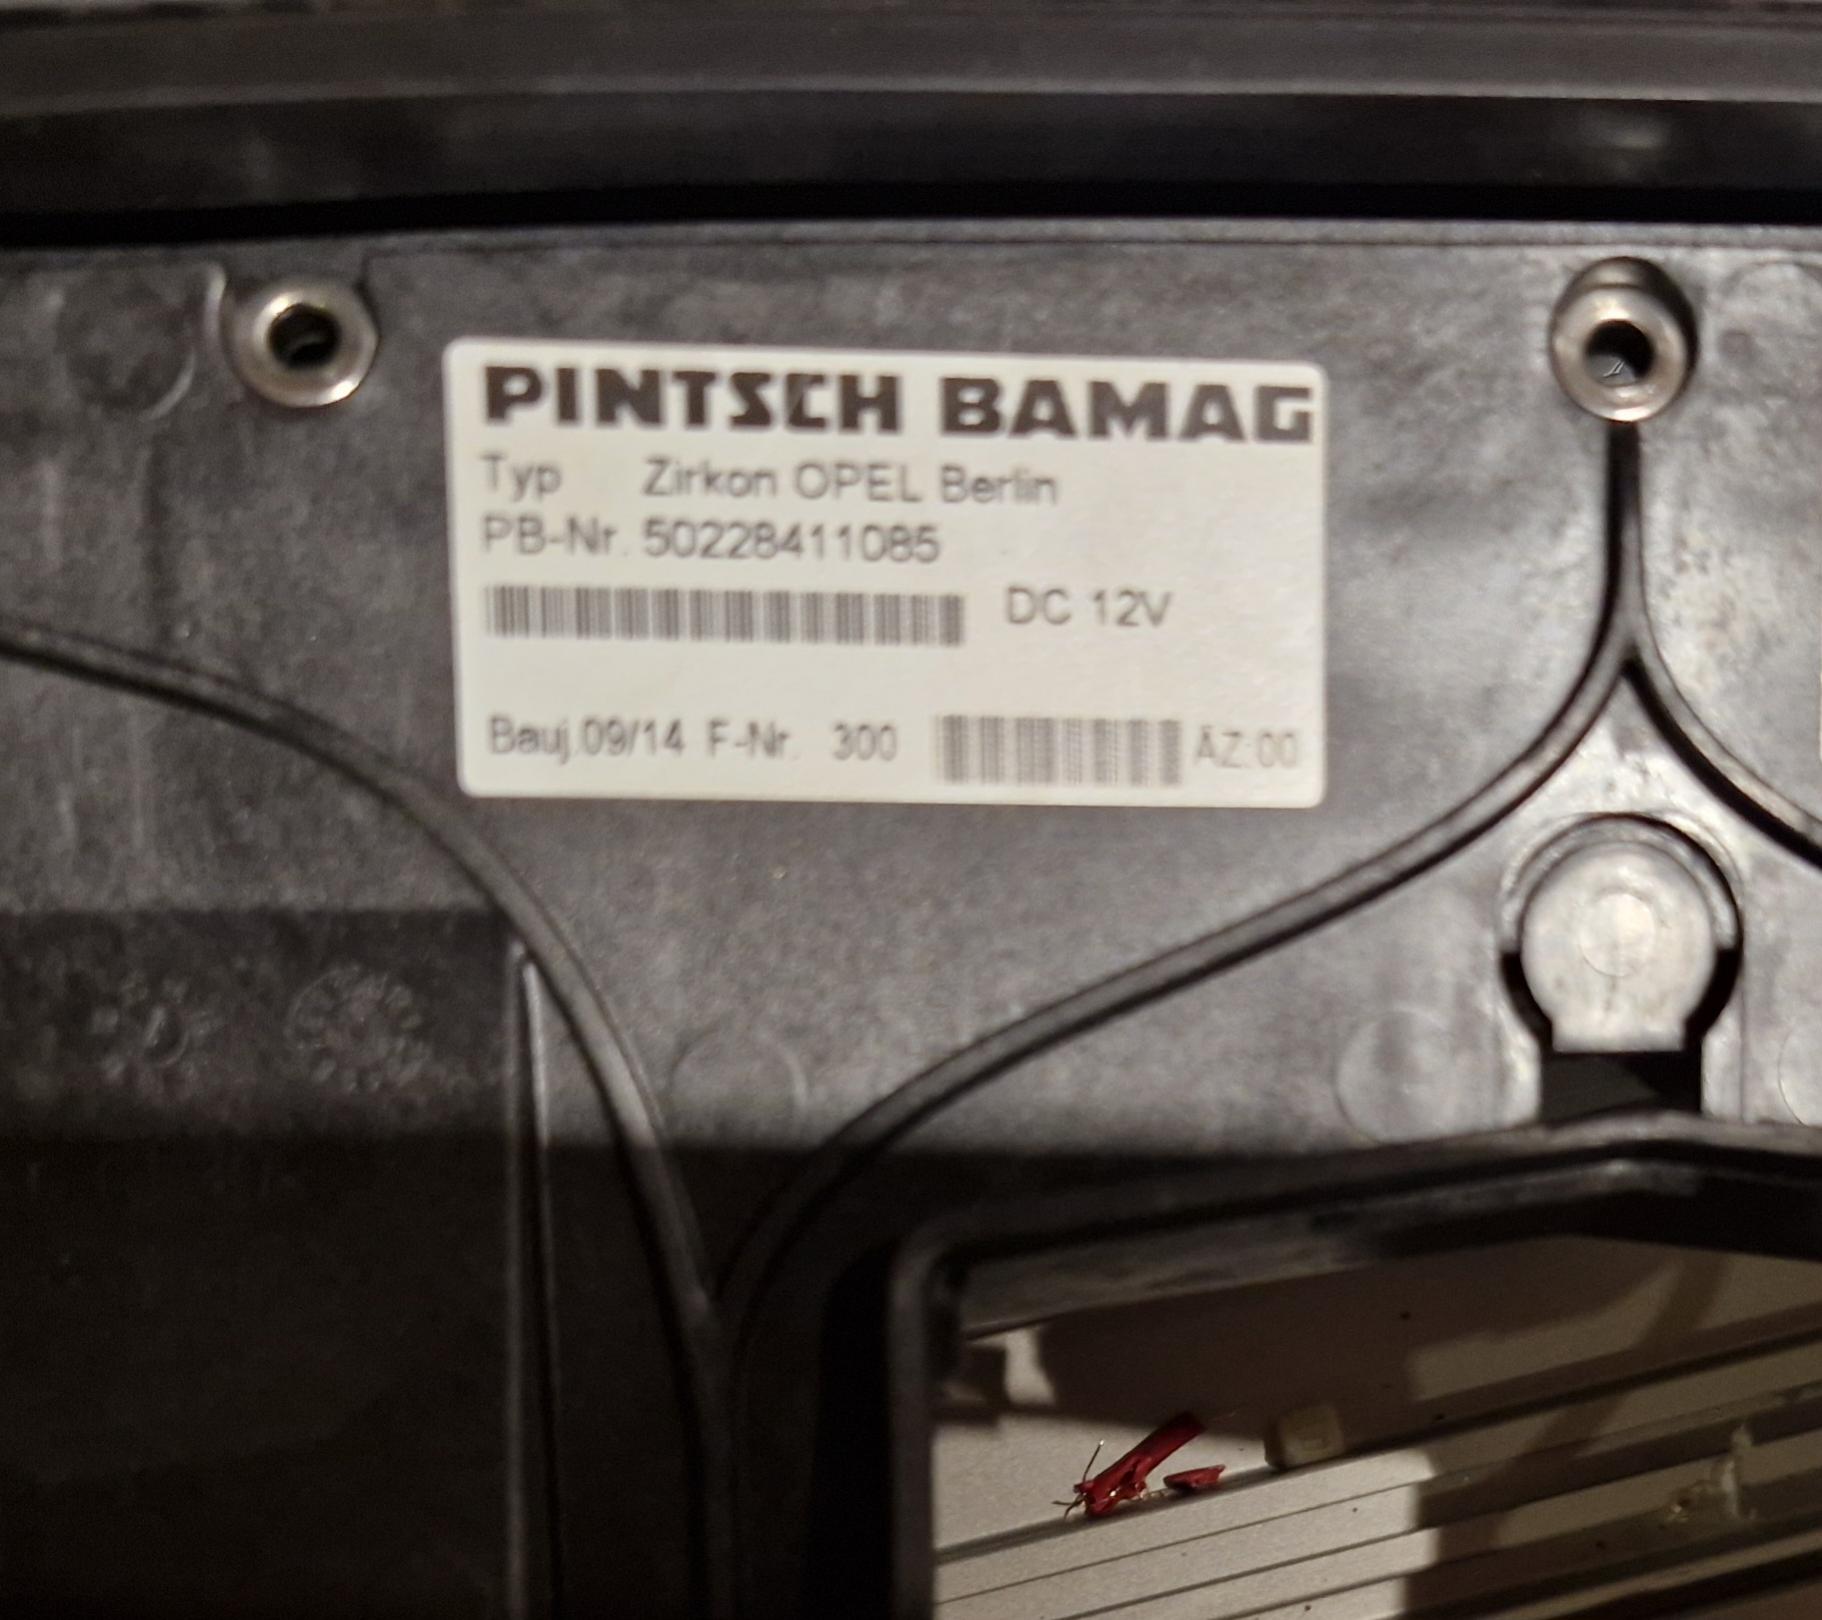 PINTSCH BAMAG
Typ Zirkon OPEL Berlin
PB-Nr. 50228411085
DC 12V
Bauj.09/14 F-Nr. 300 ÄZ:00